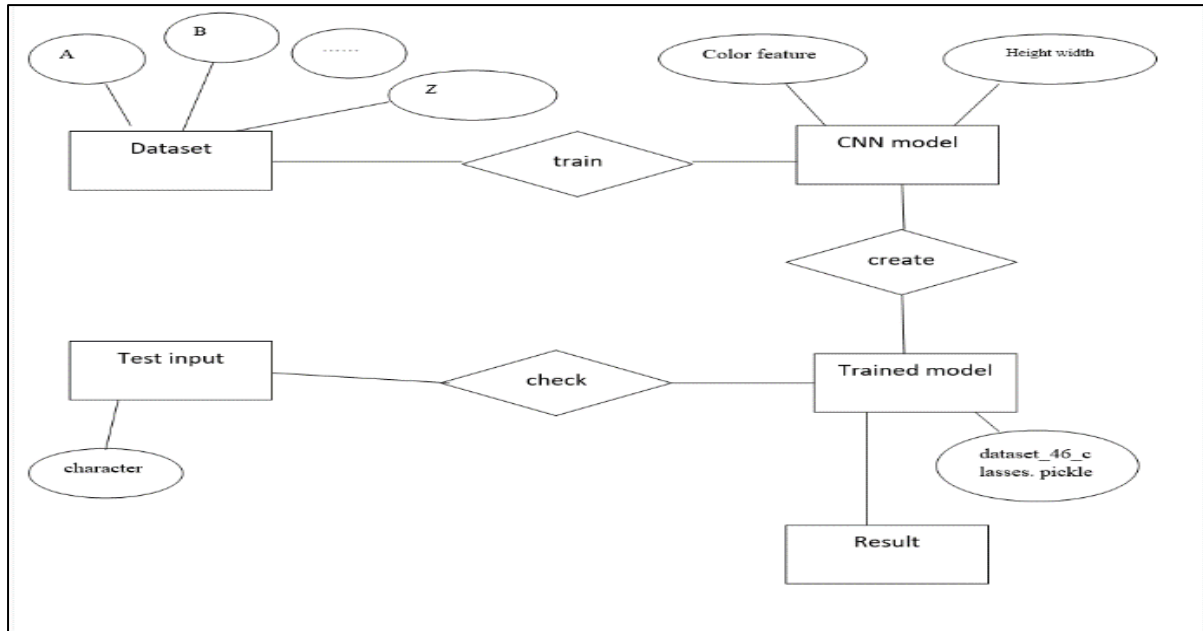 A
B
......
Z
Color feature
Height width
Dataset
train
CNN model
create
Test input
check
Trained model
character
dataset_46_c
lasses. pickle
Result